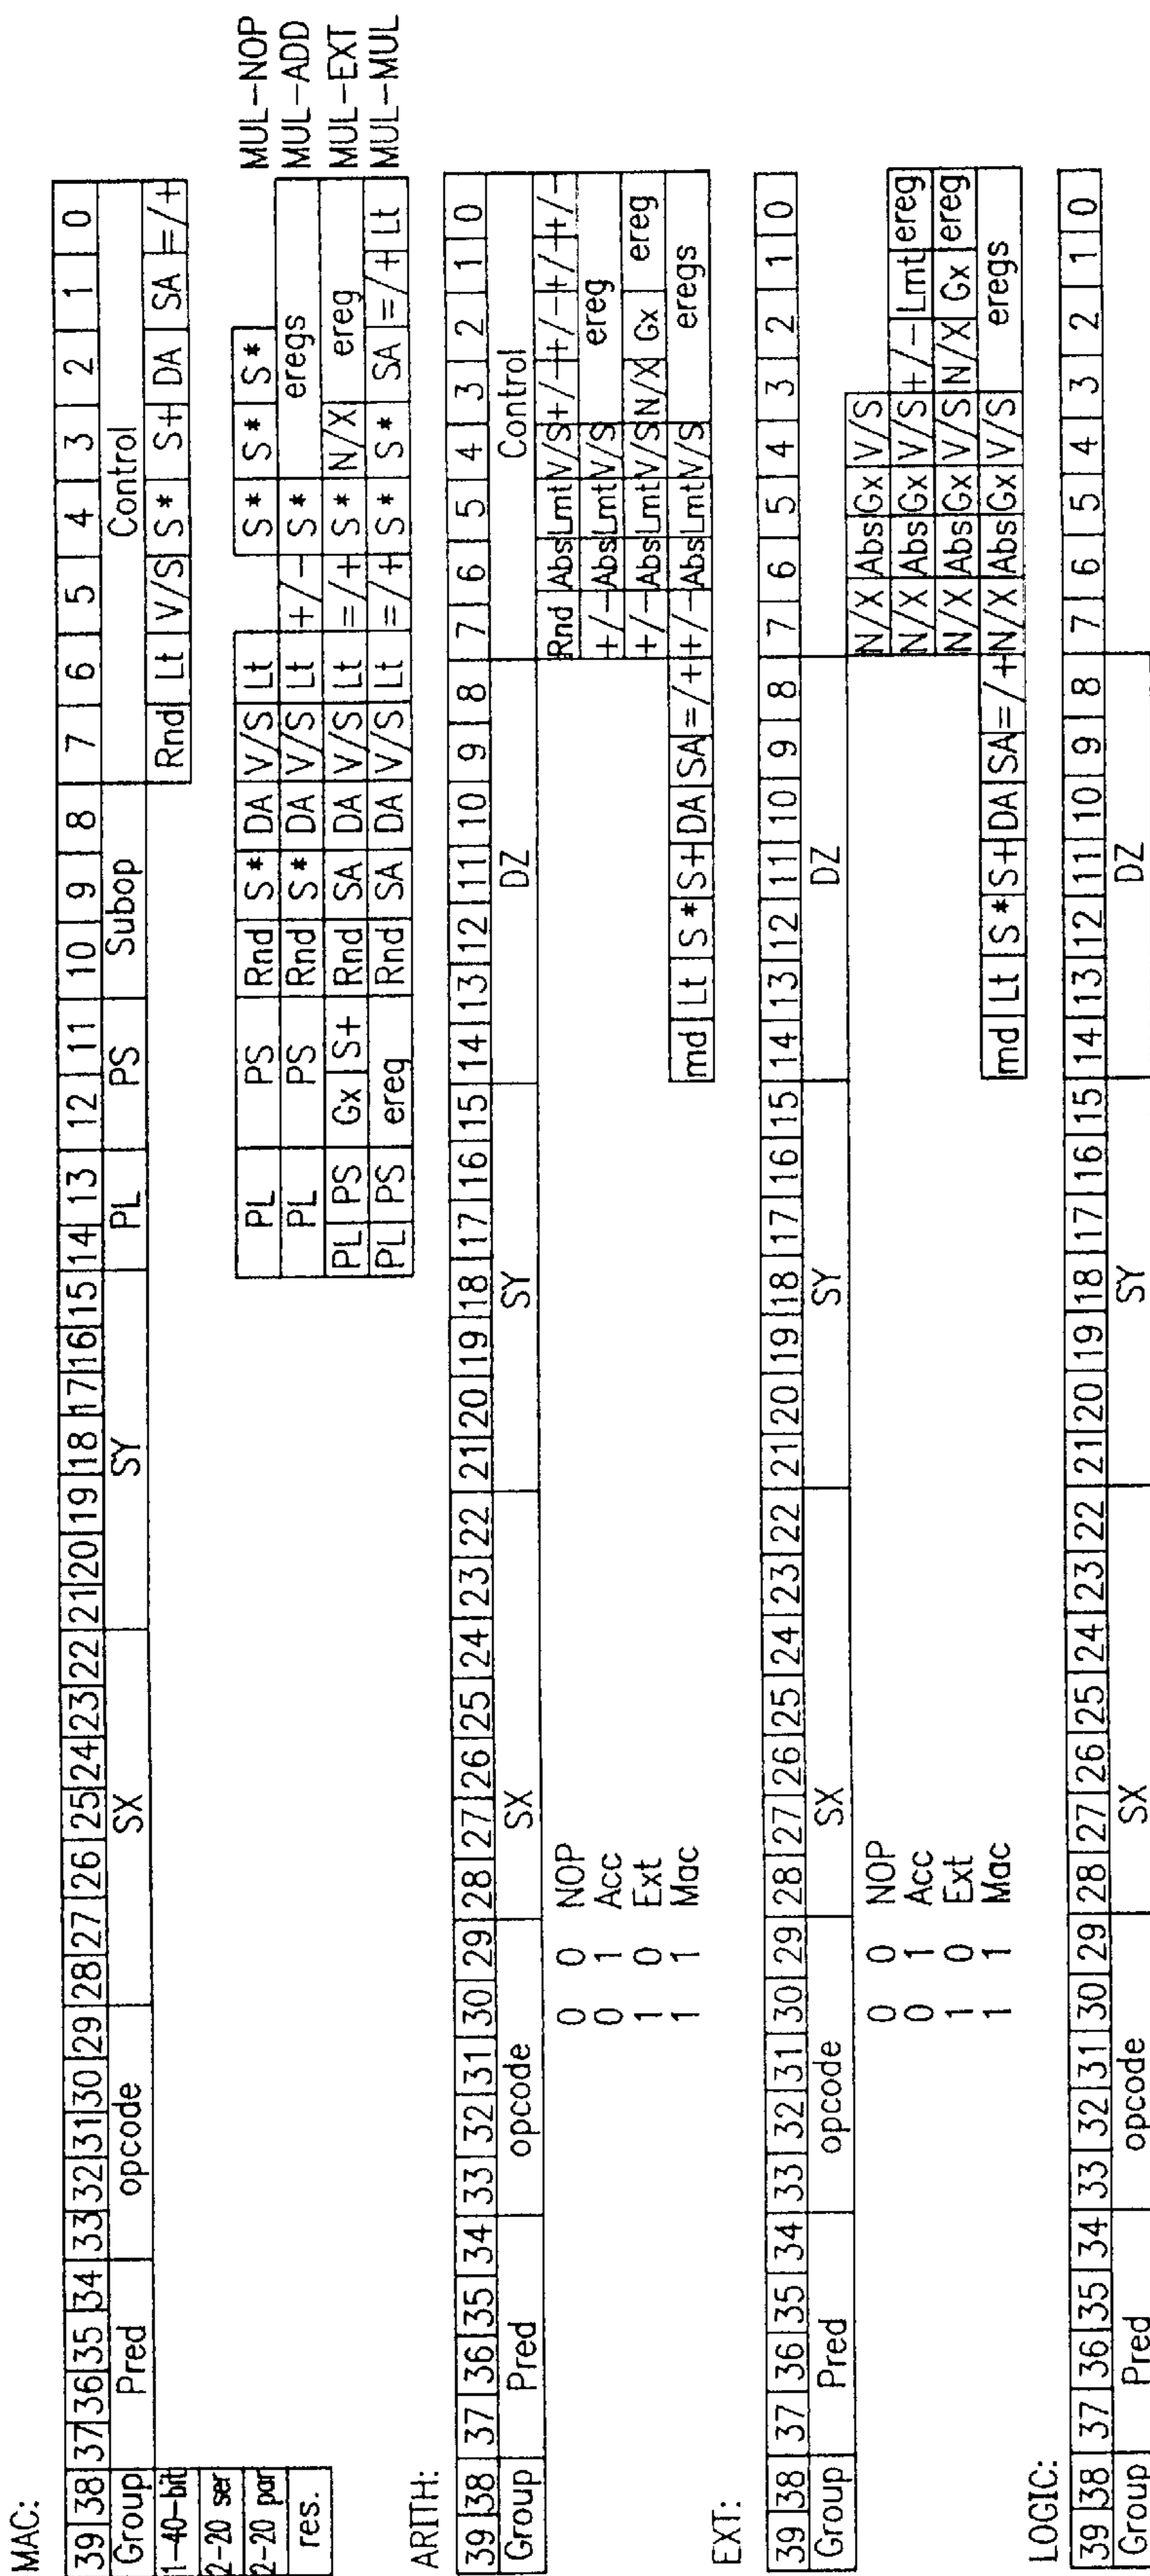 MAC:
39 38 37 36 35 34 33 32 31 30 29 28 27 26 25 24 23 22 21 20 19 18 17 16 15 14 13 12 11 10 9 8 7 6 5 4 3 2 1 0
Group Pred opcode SX SY PL PS Subop Control
1-40-bit Rnd Lt V/S S* S+ DA SA =/+
2-20 ser
2-20 par PL PS Rnd S* DA V/S Lt S* S* S* MUL-NOP
res. PL PS Rnd S* DA V/S Lt +/- S* eregs MUL-ADD
PL PS Gx S+ Rnd SA DA V/S Lt =/+ S* N/X ereg MUL-EXT
PL PS ereg Rnd SA DA V/S Lt =/+ S* S* SA =/+ Lt MUL-MUL
ARITH:
39 38 37 36 35 34 33 32 31 30 29 28 27 26 25 24 23 22 21 20 19 18 17 16 15 14 13 12 11 10 9 8 7 6 5 4 3 2 1 0
Group Pred opcode SX SY DZ Control
0 0 NOP Rnd Abs Lmt V/S +/- +/- +/- +/-
0 1 Acc +/- Abs Lmt V/S ereg
1 0 Ext +/- Abs Lmt V/S N/X Gx ereg
1 1 Mac md Lt S* S+ DA SA =/+ +/- Abs Lmt V/S eregs
EXT:
39 38 37 36 35 34 33 32 31 30 29 28 27 26 25 24 23 22 21 20 19 18 17 16 15 14 13 12 11 10 9 8 7 6 5 4 3 2 1 0
Group Pred opcode SX SY DZ
0 0 NOP N/X Abs Gx V/S
0 1 Acc N/X Abs Gx V/S +/- Lmt ereg
1 0 Ext N/X Abs Gx V/S N/X Gx ereg
1 1 Mac md Lt S* S+ DA SA =/+ N/X Abs Gx V/S eregs
LOGIC:
39 38 37 36 35 34 33 32 31 30 29 28 27 26 25 24 23 22 21 20 19 18 17 16 15 14 13 12 11 10 9 8 7 6 5 4 3 2 1 0
Group Pred opcode SX SY DZ